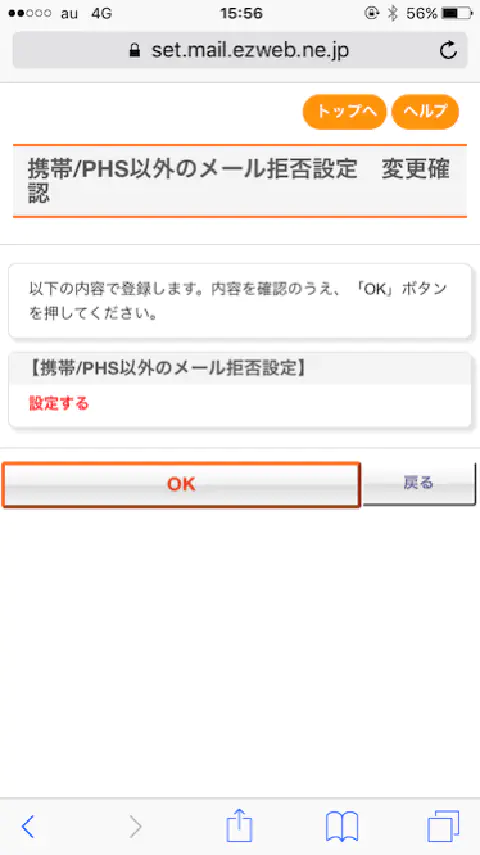 au 4G 15:56 56%
set.mail.ezweb.ne.jp
トップへ ヘルプ
携帯/PHS以外のメール拒否設定　変更確
認
以下の内容で登録します。内容を確認のうえ、「OK」ボタン
を押してください。
【携帯/PHS以外のメール拒否設定】
設定する
OK 戻る